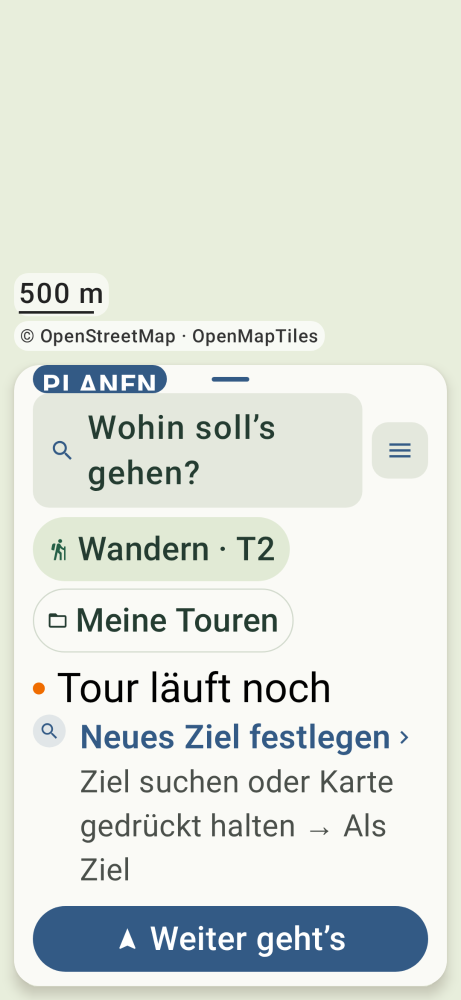 500 m
© OpenStreetMap · OpenMapTiles
PLANEN
Wohin soll’s
gehen?
Wandern · T2
Meine Touren
Tour läuft noch
Neues Ziel festlegen ›
Ziel suchen oder Karte
gedrückt halten → Als
Ziel
Weiter geht’s